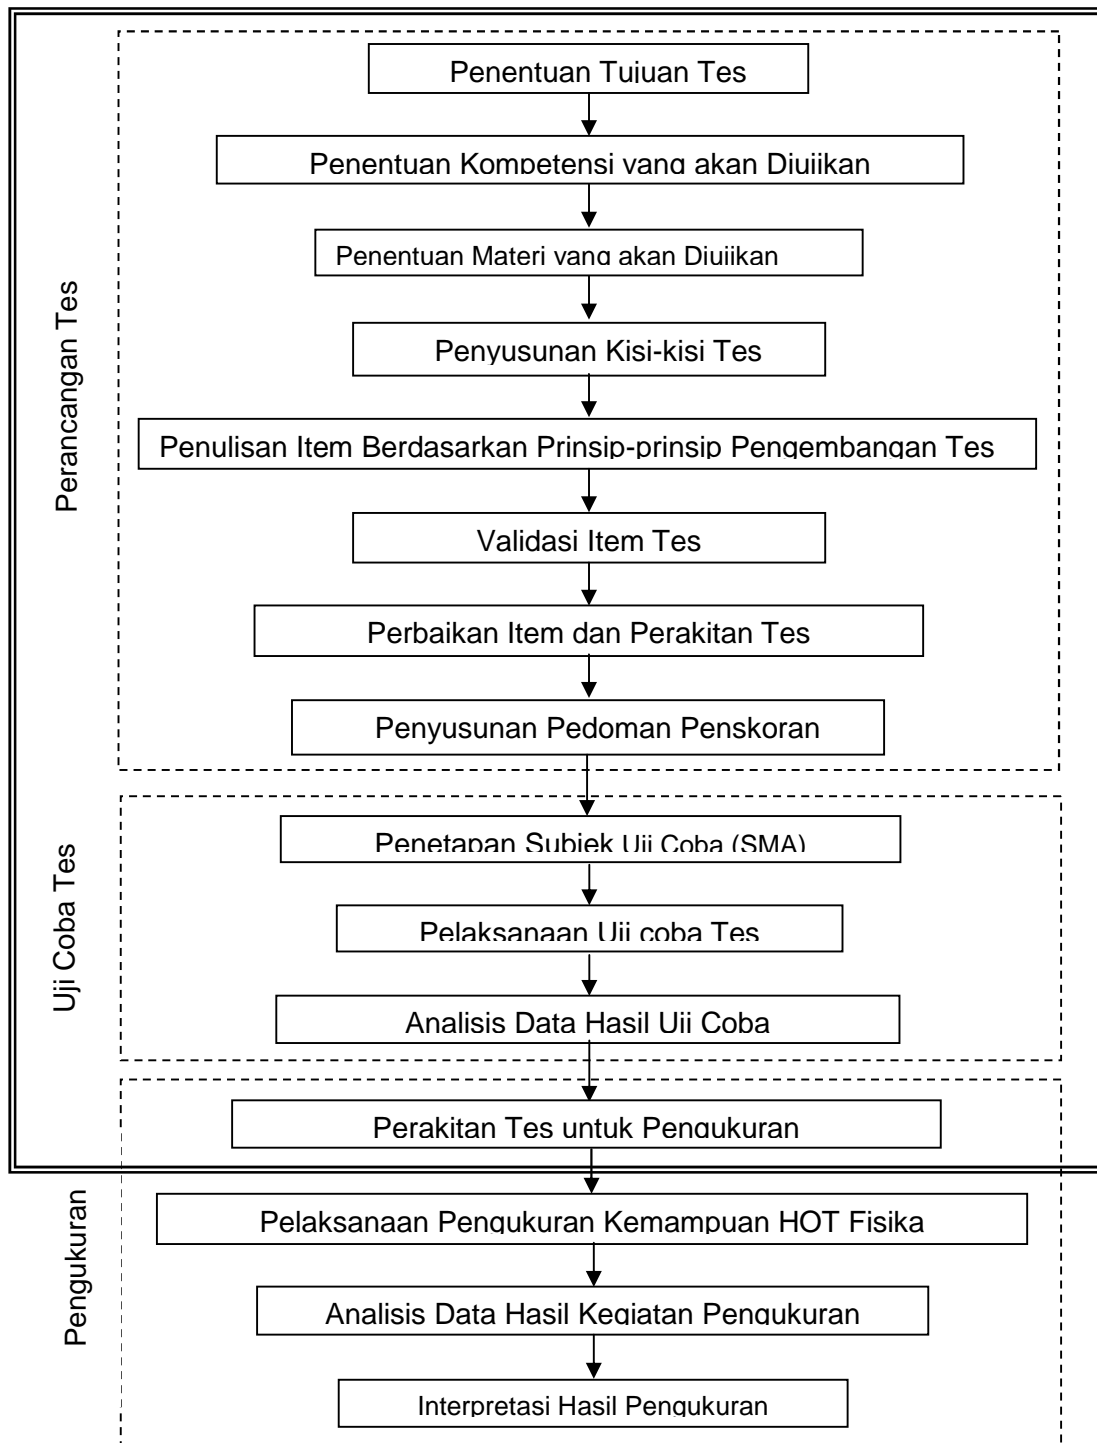 Penentuan Tujuan Tes
Penentuan Kompetensi yang akan Diujikan
Penentuan Materi yang akan Diujikan
Penyusunan Kisi-kisi Tes
Penulisan Item Berdasarkan Prinsip-prinsip Pengembangan Tes
Validasi Item Tes
Perbaikan Item dan Perakitan Tes
Penyusunan Pedoman Penskoran
Perancangan Tes
Penetapan Subjek Uji Coba (SMA)
Pelaksanaan Uji coba Tes
Analisis Data Hasil Uji Coba
Uji Coba Tes
Perakitan Tes untuk Pengukuran
Pelaksanaan Pengukuran Kemampuan HOT Fisika
Analisis Data Hasil Kegiatan Pengukuran
Interpretasi Hasil Pengukuran
Pengukuran